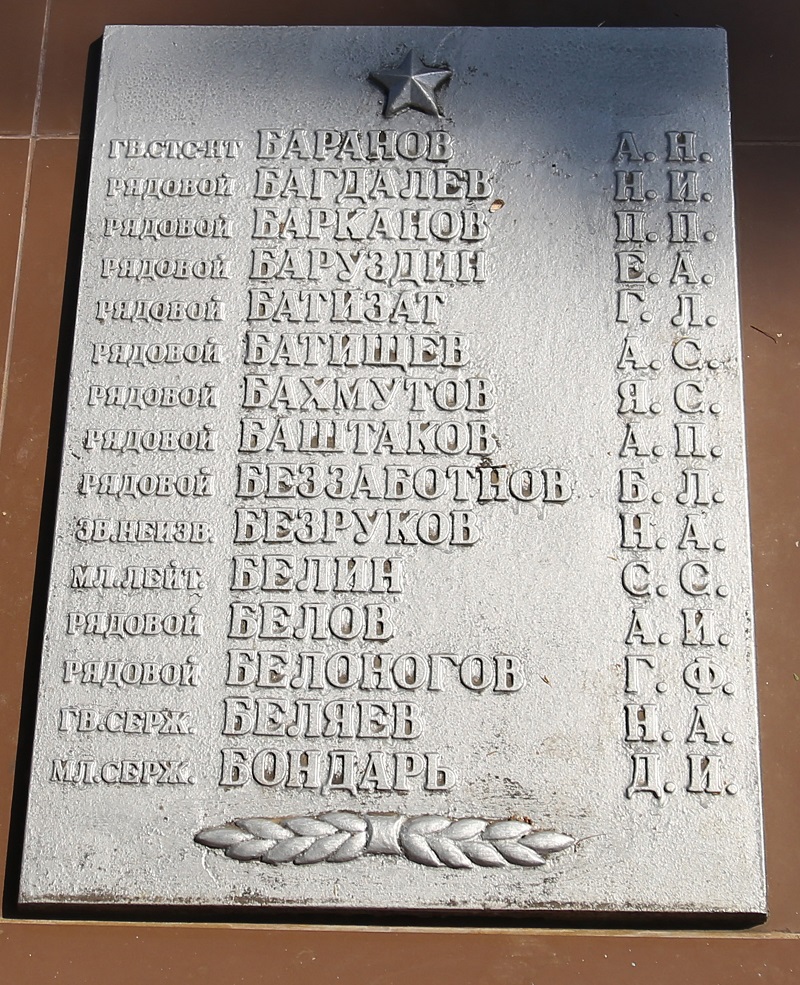 ГВ.СТ.С-НТ БАРАНОВ А. Н.
РЯДОВОЙ БАГДАЛЕВ Н. И.
РЯДОВОЙ БАРКАНОВ П. П.
РЯДОВОЙ БАРУЗДИН Е. А.
РЯДОВОЙ БАТИЗАТ Г. Л.
РЯДОВОЙ БАТИЩЕВ А. С.
РЯДОВОЙ БАХМУТОВ Я. С.
РЯДОВОЙ БАШТАКОВ А. П.
РЯДОВОЙ БЕЗЗАБОТНОВ Б. Л.
ЗВ.НЕИЗВ. БЕЗРУКОВ Н. А.
МЛ.ЛЕЙТ. БЕЛИН С. С.
РЯДОВОЙ БЕЛОВ А. И.
РЯДОВОЙ БЕЛОНОГОВ Г. Ф.
ГВ.СЕРЖ. БЕЛЯЕВ Н. А.
МЛ.СЕРЖ. БОНДАРЬ Д. И.